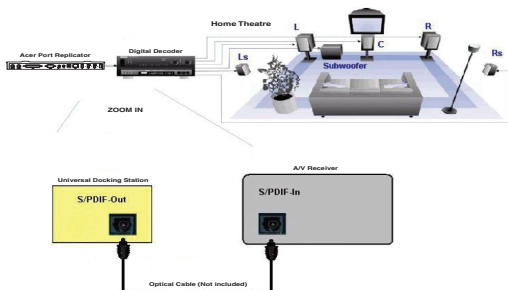 Home Theatre
L
R
C
Acer Port Replicator
Digital Decoder
Ls
Rs
Subwoofer
ZOOM IN
Universal Docking Station
A/V Receiver
S/PDIF-Out
S/PDIF-In
Optical Cable (Not included)